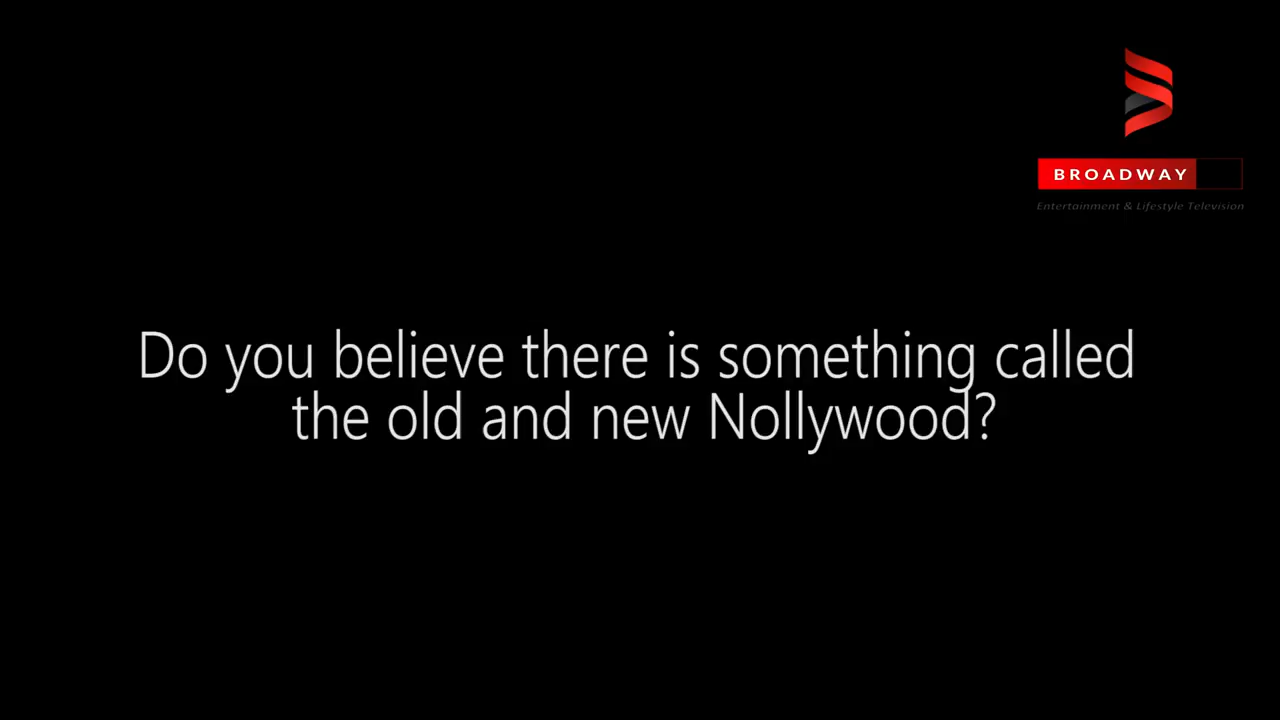 BROADWAY
Entertainment & Lifestyle Television
Do you believe there is something called
the old and new Nollywood?